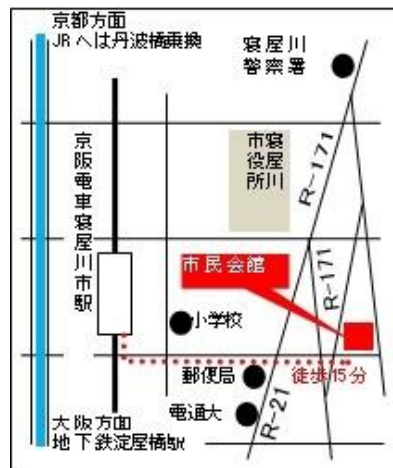 京都方面
JRへは丹波橋乗換
寝屋川
警察署
寝屋川
市役所
R-171
京阪電車寝屋川市駅
市民会館
R-171
小学校
郵便局
徒歩15分
電通大
R-21
大阪方面
地下鉄淀屋橋駅